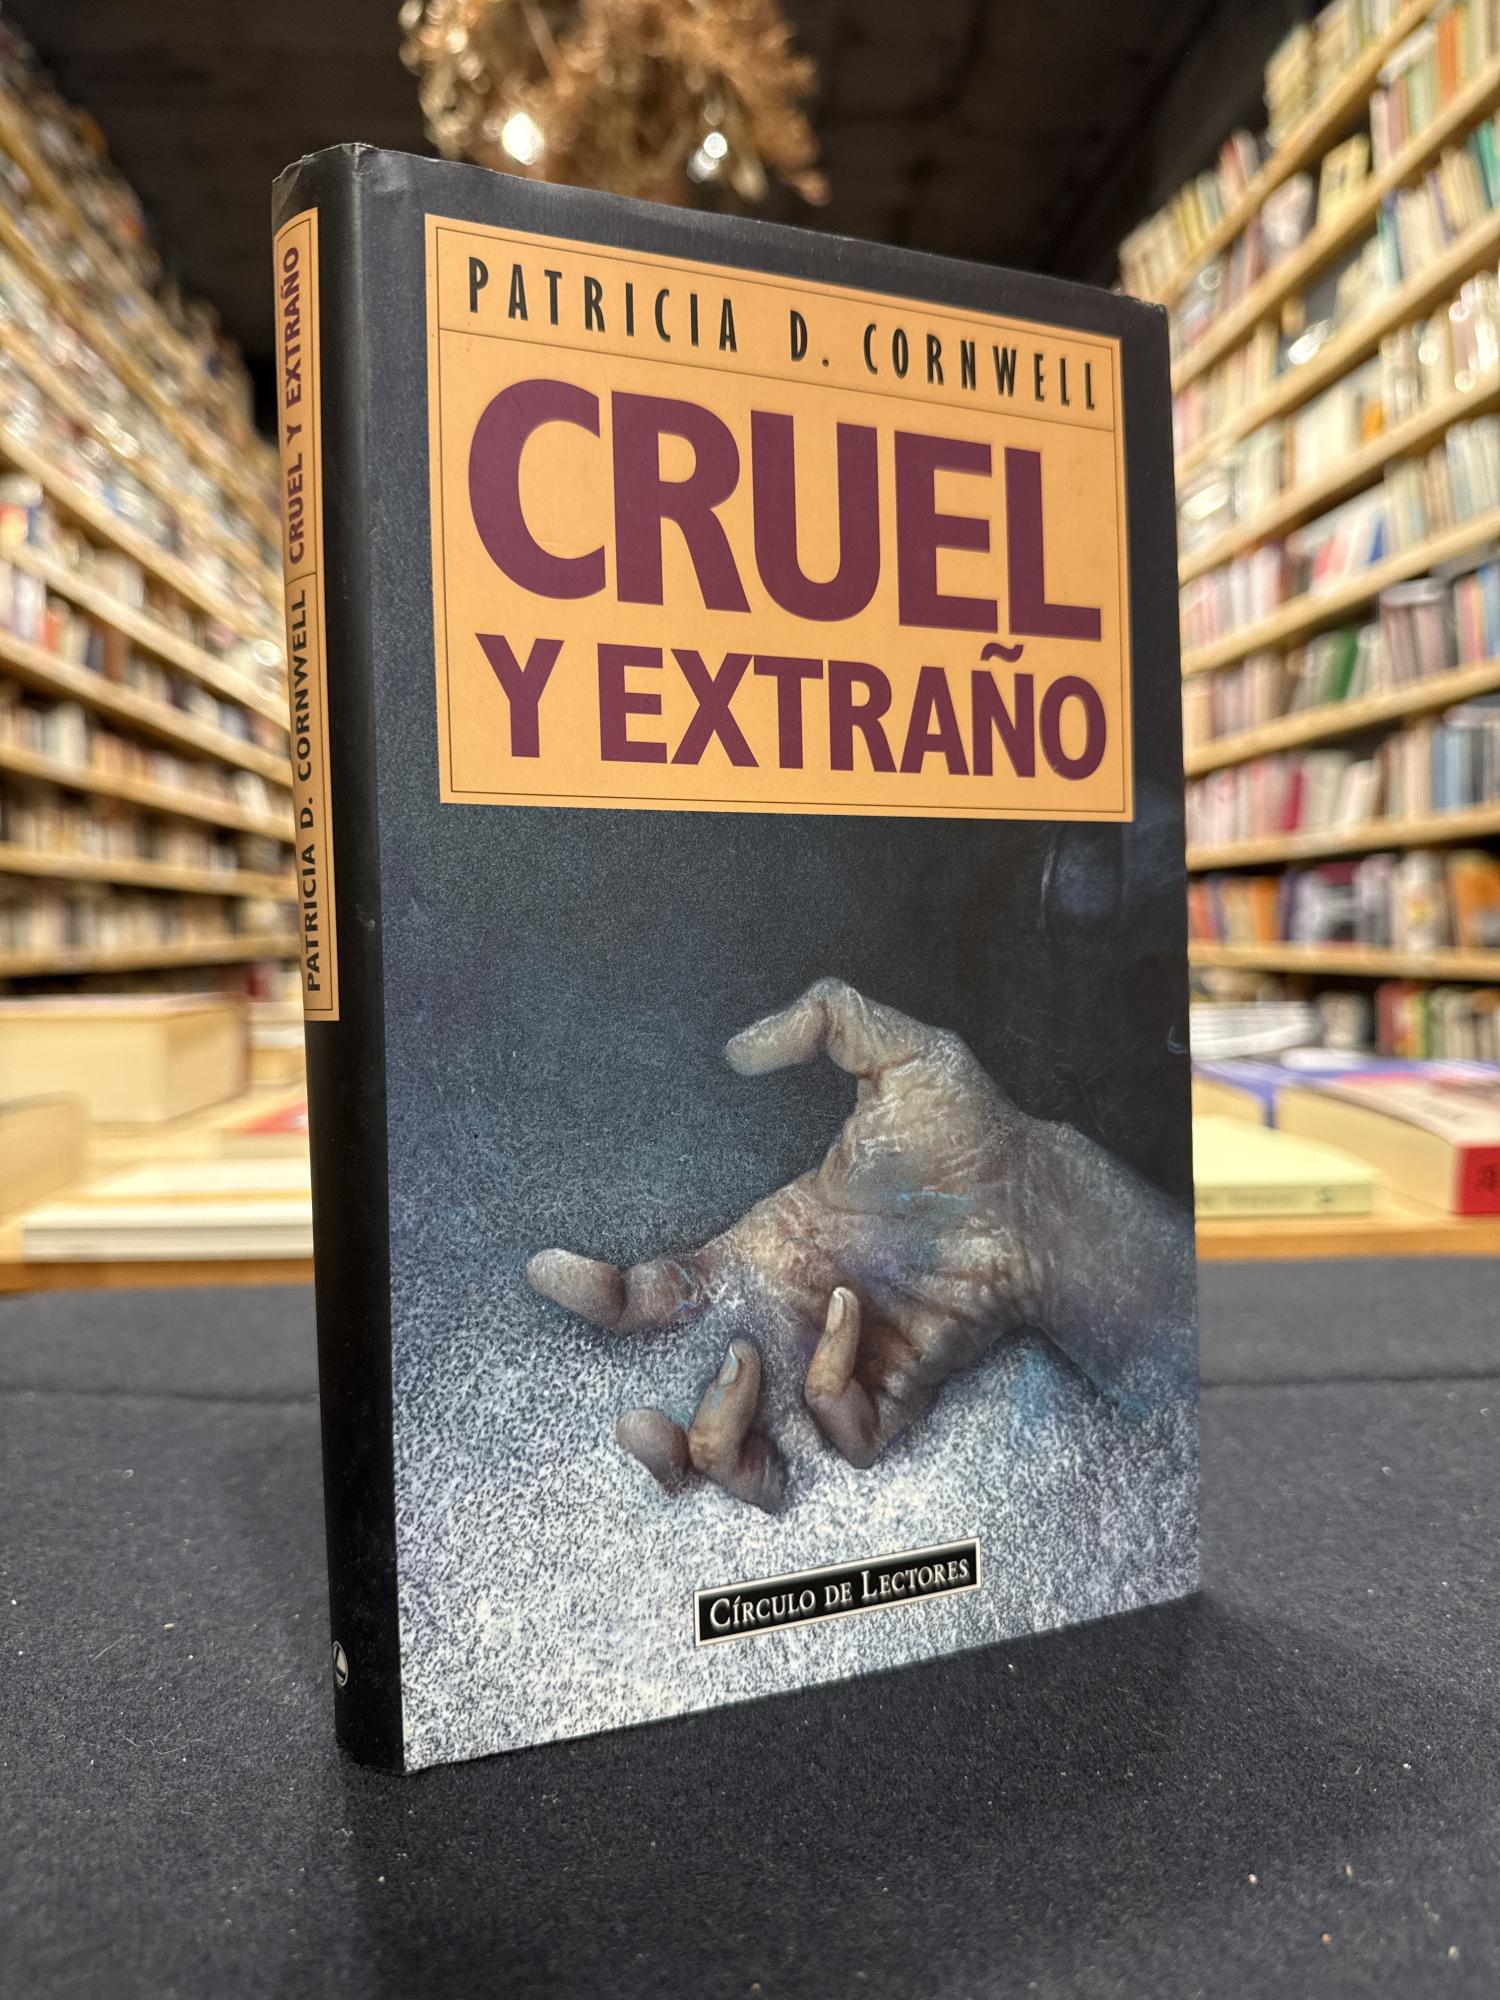 PATRICIA D. CORNWELL
CRUEL
Y EXTRAÑO
CÍRCULO DE LECTORES
PATRICIA D. CORNWELL CRUEL Y EXTRAÑO